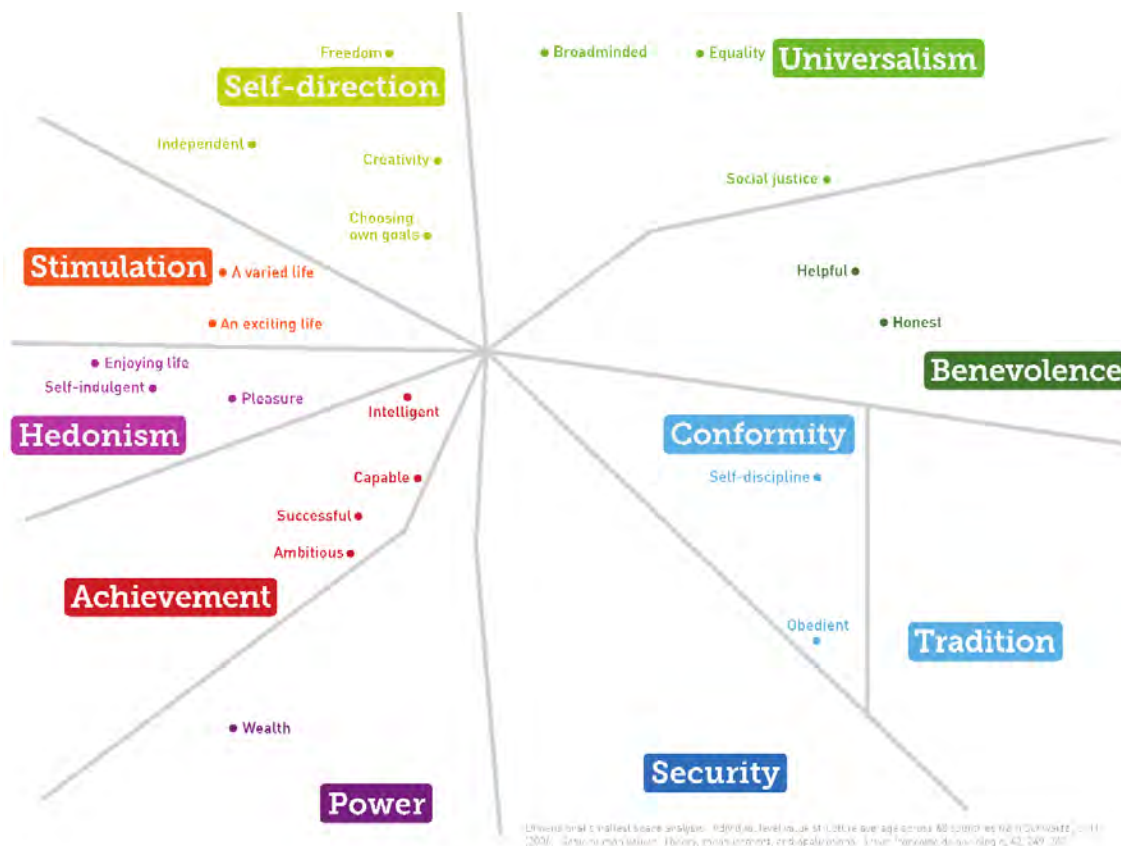 Freedom
Broadminded
Equality
Universalism
Self-direction
Independent
Creativity
Social justice
Choosing
own goals
Stimulation
A varied life
Helpful
An exciting life
Honest
Enjoying life
Self-indulgent
Pleasure
Benevolence
Intelligent
Hedonism
Conformity
Capable
Self-discipline
Successful
Ambitious
Achievement
Obedient
Tradition
Wealth
Security
Power